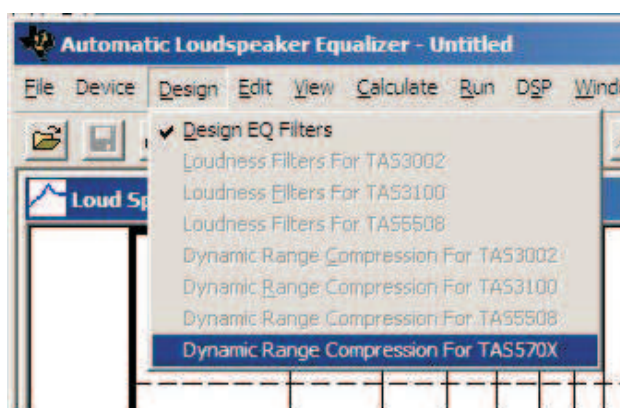 Automatic Loudspeaker Equalizer - Untitled
File Device Design Edit View Calculate Run DSP Wind
Design EQ Filters
Loudness Filters For TAS3002
Loudness Filters For TAS3100
Loudness Filters For TAS5508
Dynamic Range Compression For TAS3002
Dynamic Range Compression For TAS3100
Dynamic Range Compression For TAS5508
Dynamic Range Compression For TAS570X
Loud Sp